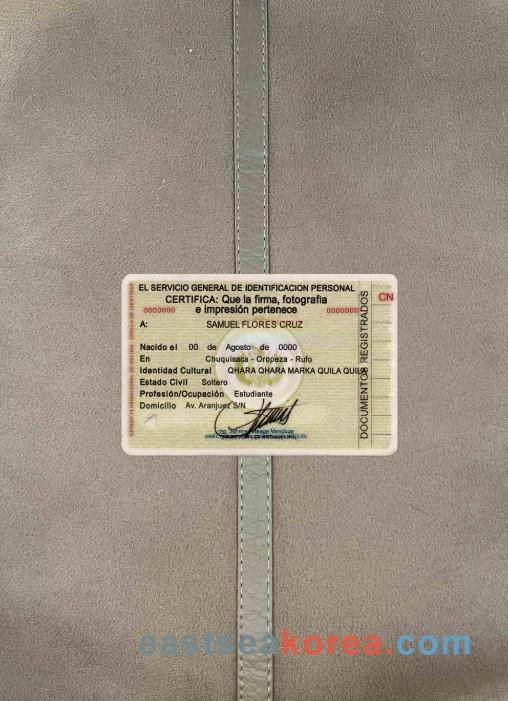 EL SERVICIO GENERAL DE IDENTIFICACION PERSONAL
CERTIFICA: Que la firma, fotografia
e impresión pertenece
0000000 0000000
CN
A: SAMUEL FLORES CRUZ
Nacido el 00 de Agosto de 0000
En Chuquisaca - Oropeza - Rufo
Identidad Cultural QHARA QHARA MARKA QUILA QUILA
Estado Civil Soltero
Profesión/Ocupación Estudiante
Domicilio Av. Aranjuez S/N
DOCUMENTOS REGISTRADOS
eastseakorea.com